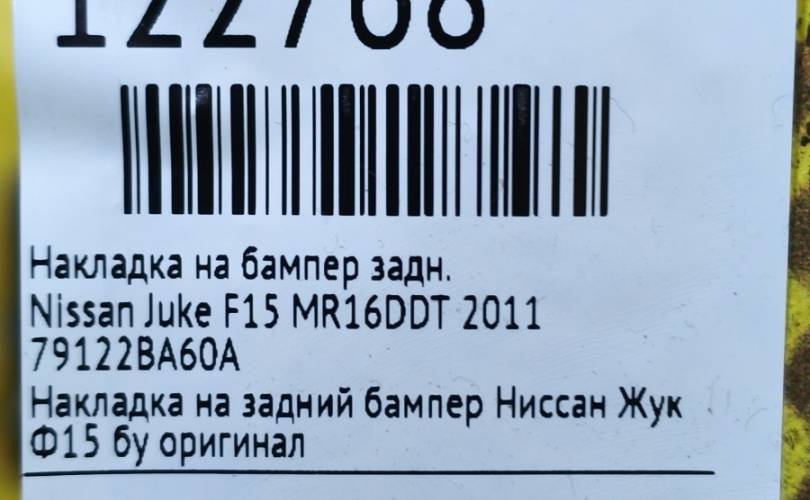 122768
Накладка на бампер задн.
Nissan Juke F15 MR16DDT 2011
79122BA60A
Накладка на задний бампер Ниссан Жук
Ф15 бу оригинал